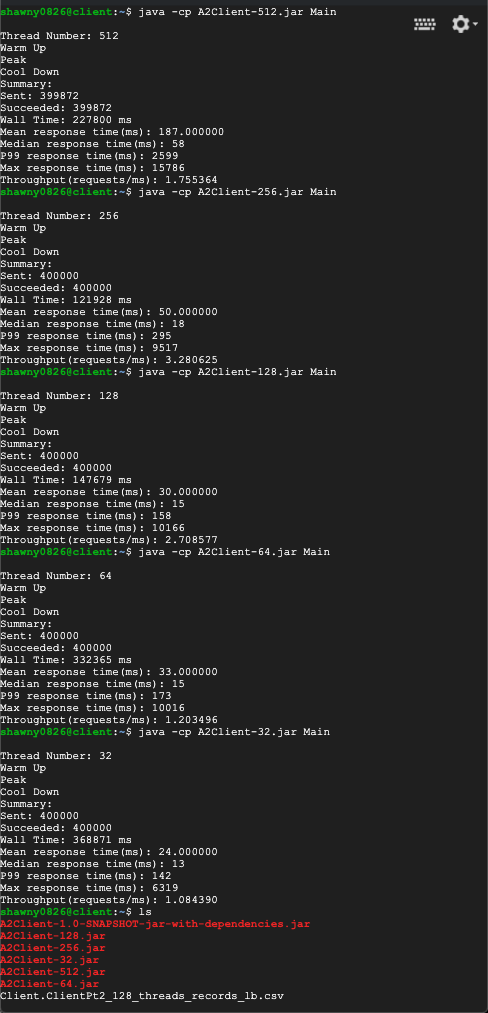 shawny0826@client:~$ java -cp A2Client-512.jar Main
Thread Number: 512
Warm Up
Peak
Cool Down
Summary:
Sent: 399872
Succeeded: 399872
Wall Time: 227800 ms
Mean response time(ms): 187.000000
Median response time(ms): 58
P99 response time(ms): 2599
Max response time(ms): 15786
Throughput(requests/ms): 1.755364
shawny0826@client:~$ java -cp A2Client-256.jar Main
Thread Number: 256
Warm Up
Peak
Cool Down
Summary:
Sent: 400000
Succeeded: 400000
Wall Time: 121928 ms
Mean response time(ms): 50.000000
Median response time(ms): 18
P99 response time(ms): 295
Max response time(ms): 9517
Throughput(requests/ms): 3.280625
shawny0826@client:~$ java -cp A2Client-128.jar Main
Thread Number: 128
Warm Up
Peak
Cool Down
Summary:
Sent: 400000
Succeeded: 400000
Wall Time: 147679 ms
Mean response time(ms): 30.000000
Median response time(ms): 15
P99 response time(ms): 158
Max response time(ms): 10166
Throughput(requests/ms): 2.708577
shawny0826@client:~$ java -cp A2Client-64.jar Main
Thread Number: 64
Warm Up
Peak
Cool Down
Summary:
Sent: 400000
Succeeded: 400000
Wall Time: 332365 ms
Mean response time(ms): 33.000000
Median response time(ms): 15
P99 response time(ms): 173
Max response time(ms): 10016
Throughput(requests/ms): 1.203496
shawny0826@client:~$ java -cp A2Client-32.jar Main
Thread Number: 32
Warm Up
Peak
Cool Down
Summary:
Sent: 400000
Succeeded: 400000
Wall Time: 368871 ms
Mean response time(ms): 24.000000
Median response time(ms): 13
P99 response time(ms): 142
Max response time(ms): 6319
Throughput(requests/ms): 1.084390
shawny0826@client:~$ ls
A2Client-1.0-SNAPSHOT-jar-with-dependencies.jar
A2Client-128.jar
A2Client-256.jar
A2Client-32.jar
A2Client-512.jar
A2Client-64.jar
Client.ClientPt2_128_threads_records_lb.csv